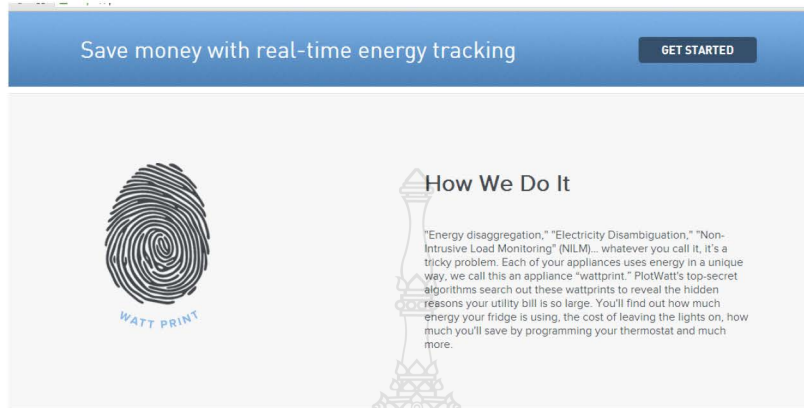 Save money with real-time energy tracking
GET STARTED
WATT PRINT
How We Do It
"Energy disaggregation," "Electricity Disambiguation," "Non-
Intrusive Load Monitoring" (NILM)... whatever you call it, it's a
tricky problem. Each of your appliances uses energy in a unique
way, we call this an appliance “wattprint.” PlotWatt's top-secret
algorithms search out these wattprints to reveal the hidden
reasons your utility bill is so large. You'll find out how much
energy your fridge is using, the cost of leaving the lights on, how
much you'll save by programming your thermostat and much
more.